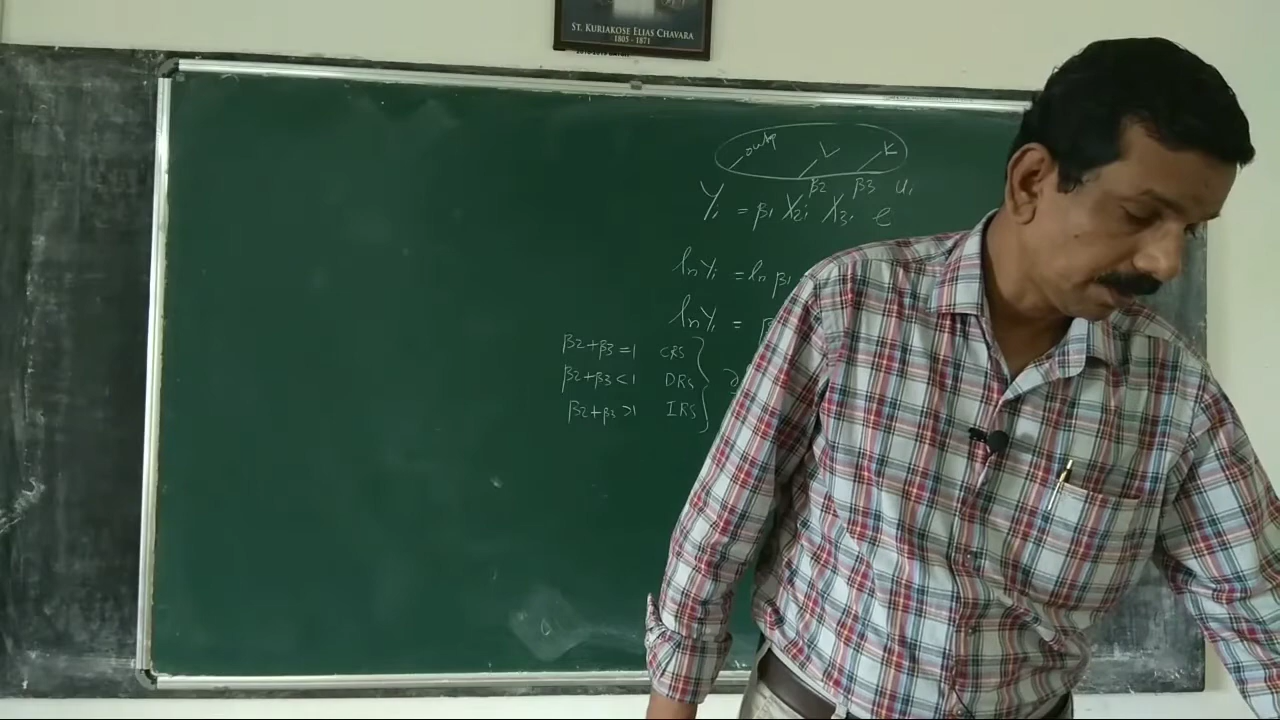 ST. KURIAKOSE ELIAS CHAVARA
1805 - 1871
outp L K
β2 β3 ui
Yi = β1 X2i X3i e
ln Yi = ln β1
ln Yi =
β2+β3 = 1 CRS
β2+β3 < 1 DRS
β2+β3 > 1 IRS